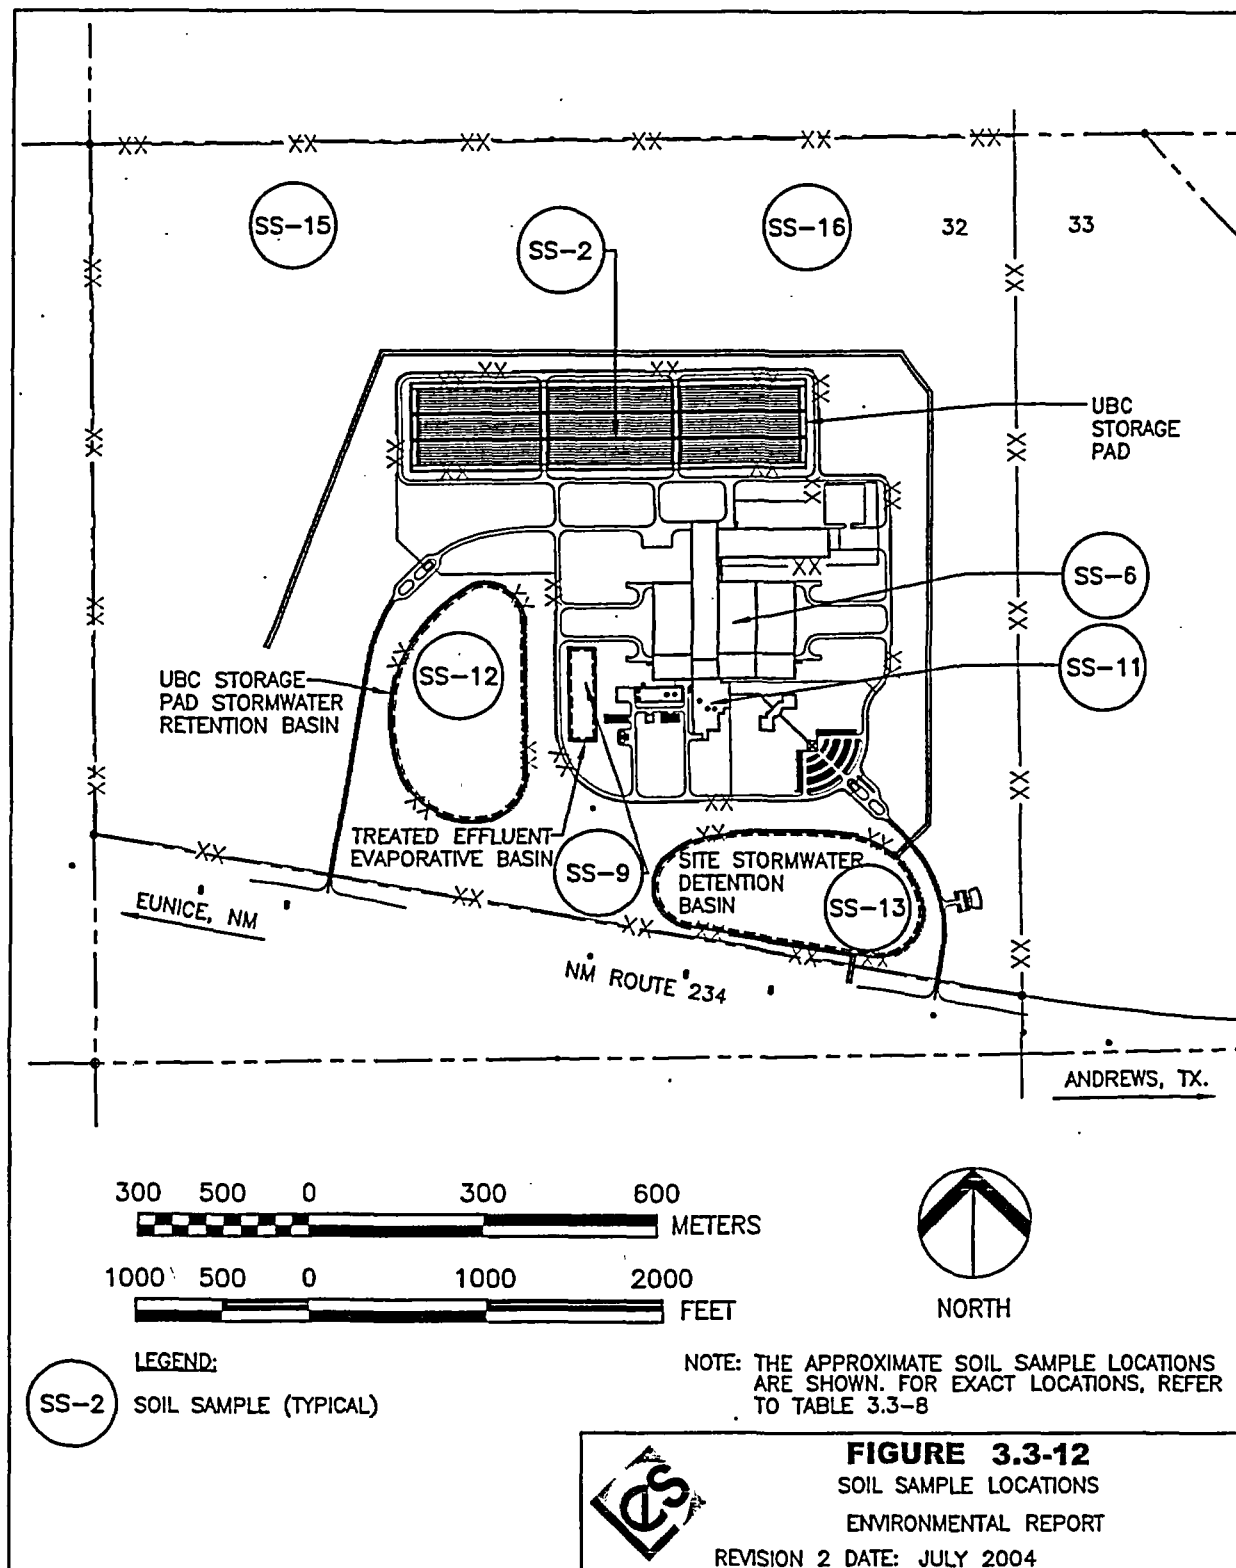 SS-15
SS-2
SS-16
32
33
UBC
STORAGE
PAD
SS-6
SS-11
SS-12
UBC STORAGE
PAD STORMWATER
RETENTION BASIN
TREATED EFFLUENT
EVAPORATIVE BASIN
SS-9
SITE STORMWATER
DETENTION
BASIN
SS-13
EUNICE, NM
NM ROUTE 234
ANDREWS, TX.
300 500 0 300 600
METERS
1000 500 0 1000 2000
FEET
NORTH
LEGEND:
SS-2 SOIL SAMPLE (TYPICAL)
NOTE: THE APPROXIMATE SOIL SAMPLE LOCATIONS
ARE SHOWN. FOR EXACT LOCATIONS, REFER
TO TABLE 3.3-8
Les
FIGURE 3.3-12
SOIL SAMPLE LOCATIONS
ENVIRONMENTAL REPORT
REVISION 2 DATE: JULY 2004